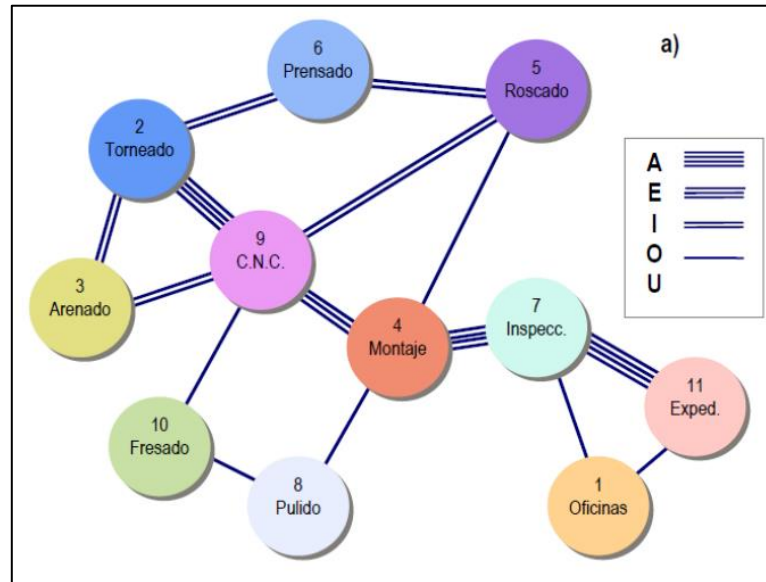 a)
6
Prensado
5
Roscado
2
Torneado
9
C.N.C.
3
Arenado
4
Montaje
7
Inspecc.
11
Exped.
10
Fresado
8
Pulido
1
Oficinas
A
E
I
O
U